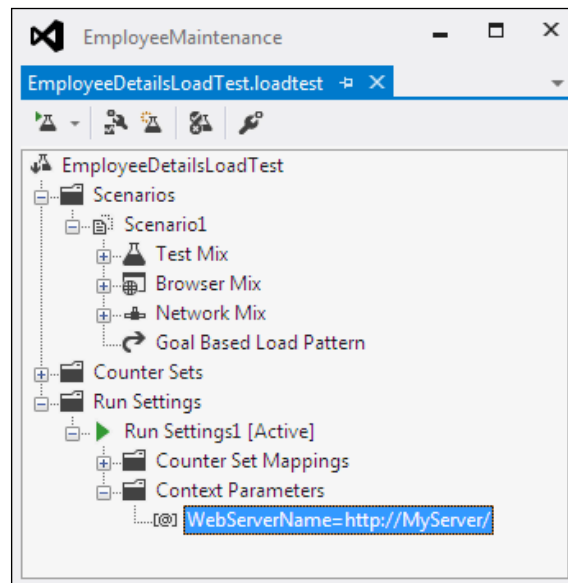 EmployeeMaintenance
EmployeeDetailsLoadTest.loadtest
EmployeeDetailsLoadTest
Scenarios
Scenario1
Test Mix
Browser Mix
Network Mix
Goal Based Load Pattern
Counter Sets
Run Settings
Run Settings1 [Active]
Counter Set Mappings
Context Parameters
[@] WebServerName=http://MyServer/